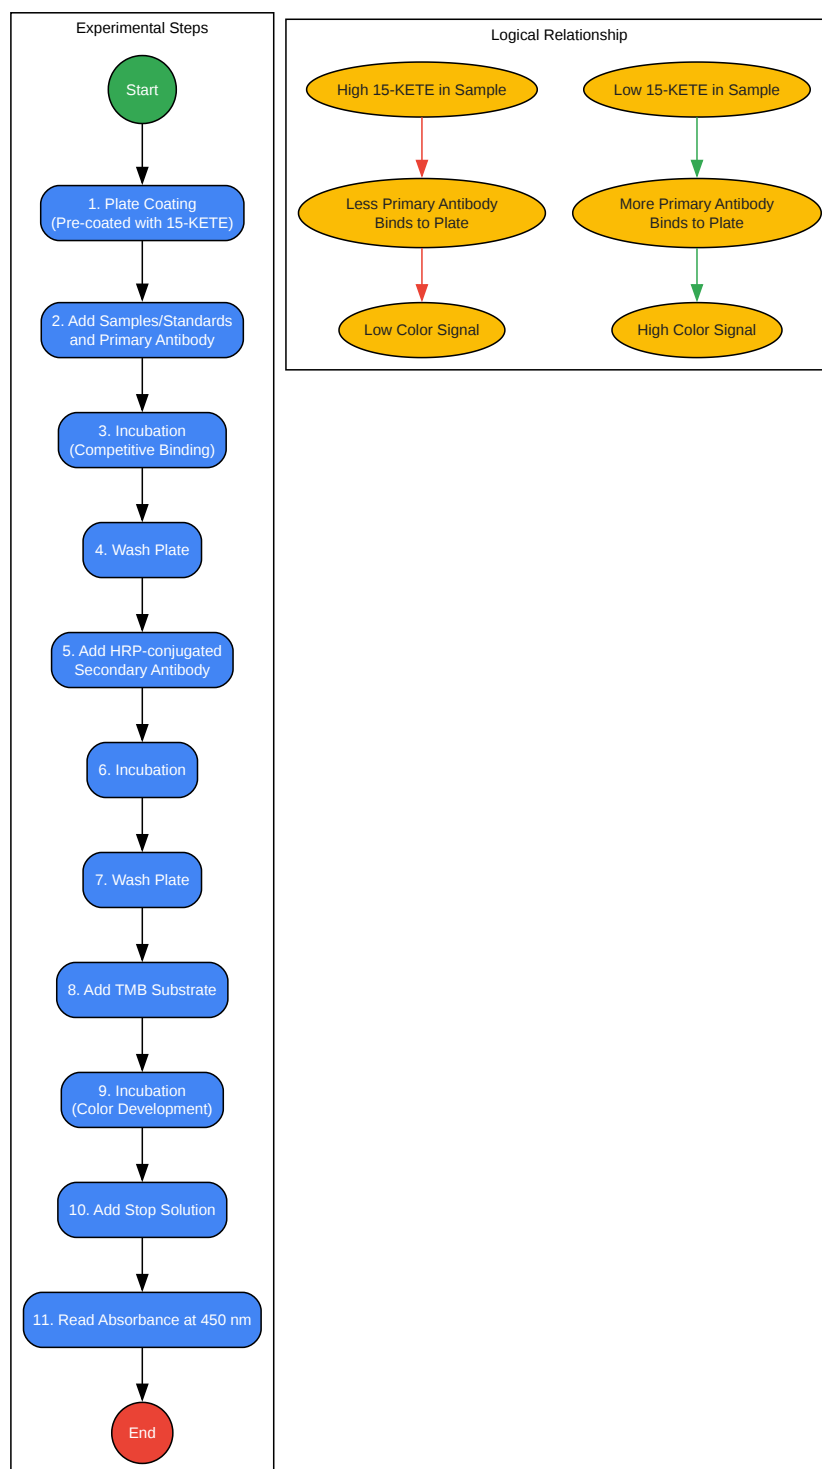 Experimental Steps
Start
1. Plate Coating
(Pre-coated with 15-KETE)
2. Add Samples/Standards
and Primary Antibody
3. Incubation
(Competitive Binding)
4. Wash Plate
5. Add HRP-conjugated
Secondary Antibody
6. Incubation
7. Wash Plate
8. Add TMB Substrate
9. Incubation
(Color Development)
10. Add Stop Solution
11. Read Absorbance at 450 nm
End
Logical Relationship
High 15-KETE in Sample
Less Primary Antibody
Binds to Plate
Low Color Signal
Low 15-KETE in Sample
More Primary Antibody
Binds to Plate
High Color Signal